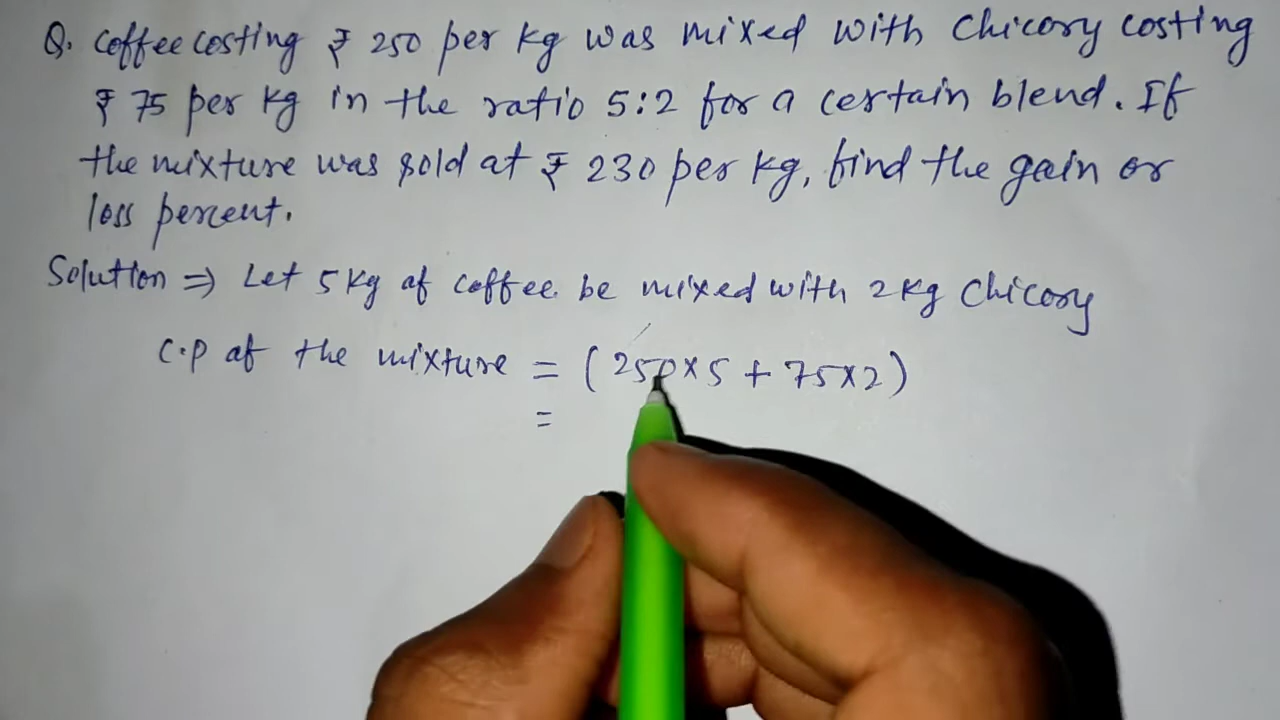 Q. Coffee costing ₹ 250 per kg was mixed with chicory costing
₹ 75 per kg in the ratio 5:2 for a certain blend. If
the mixture was sold at ₹ 230 per kg, find the gain or
loss percent.
Solution ⇒ Let 5 kg of coffee be mixed with 2 kg chicory
C.P of the mixture = (250×5 + 75×2)
=